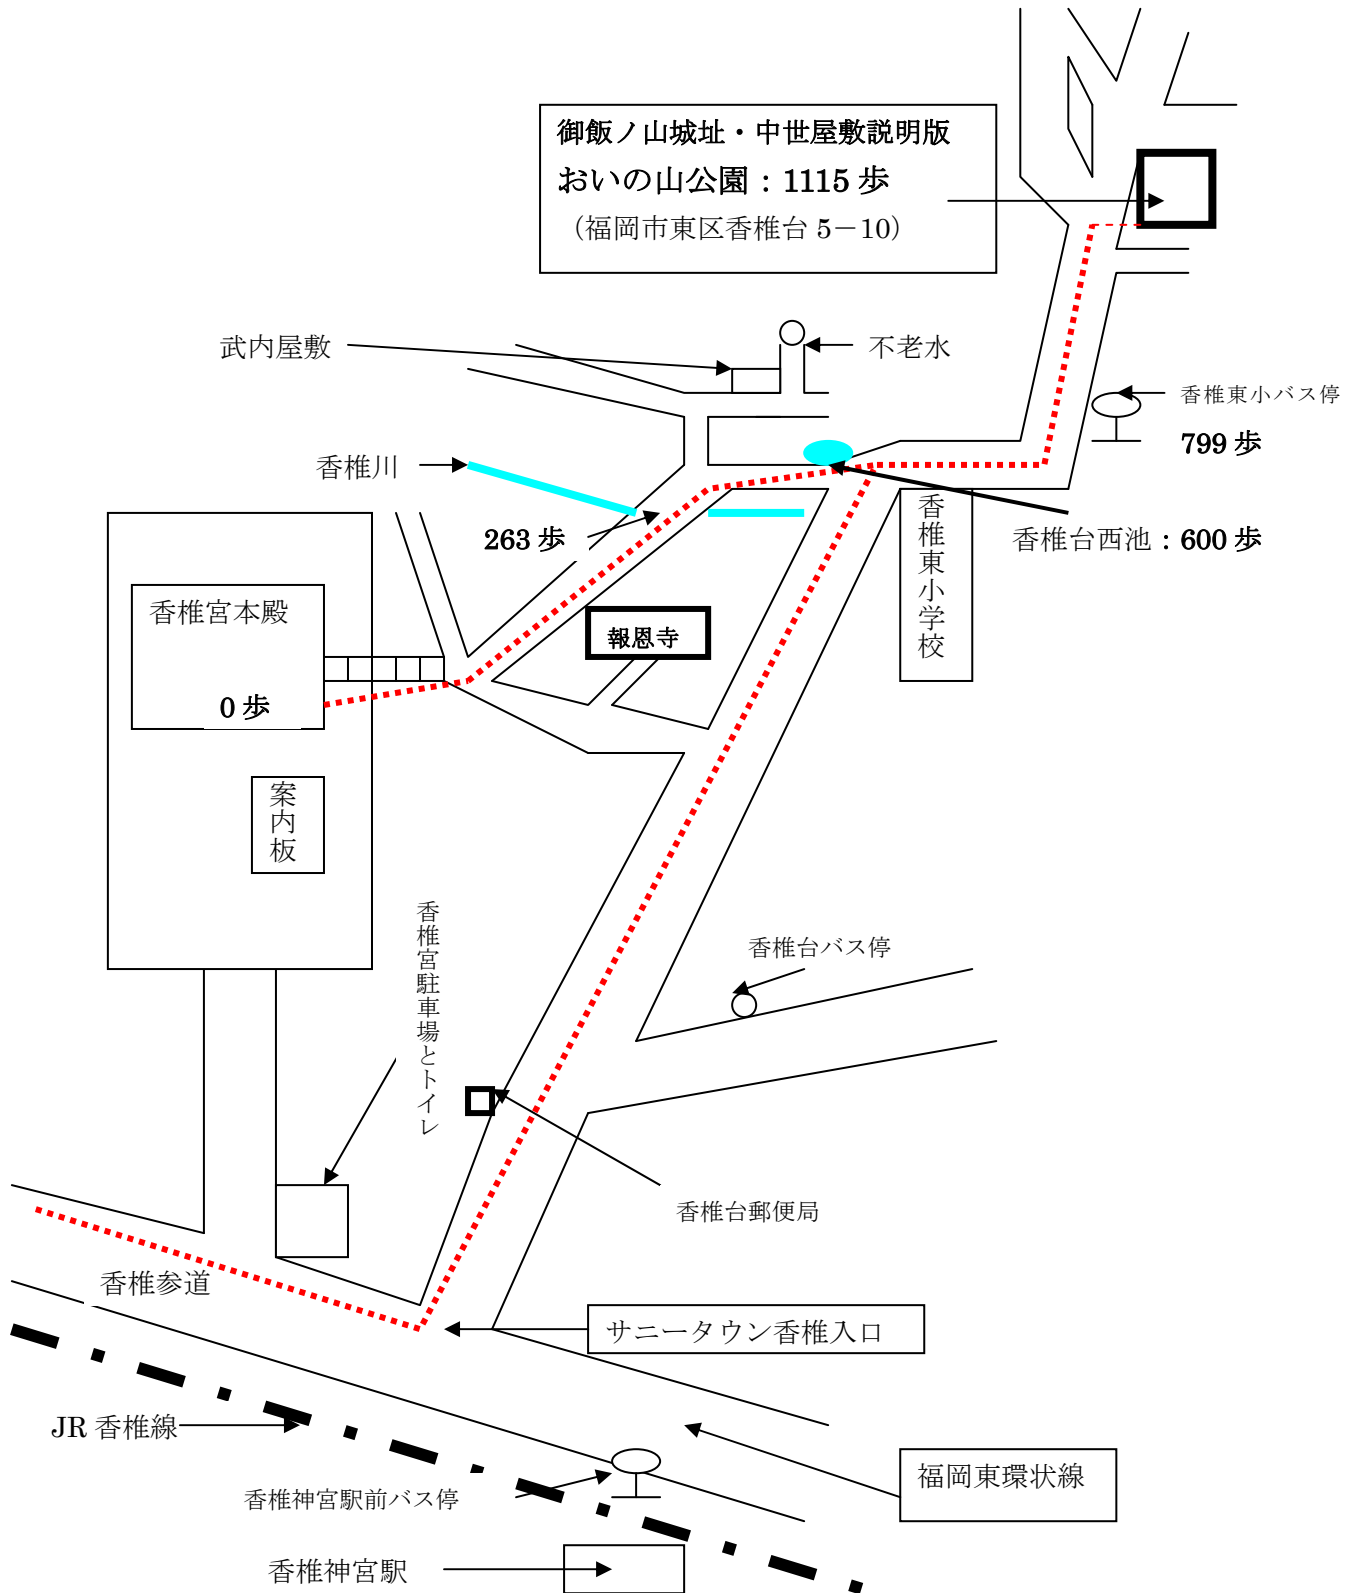 御飯ノ山城址・中世屋敷説明版
おいの山公園：1115 歩
（福岡市東区香椎台 5－10）
武内屋敷
不老水
香椎東小バス停
799 歩
香椎川
263 歩
香椎東小学校
香椎台西池：600 歩
香椎宮本殿
0 歩
報恩寺
案内板
香椎宮駐車場とトイレ
香椎台バス停
香椎台郵便局
香椎参道
サニータウン香椎入口
JR 香椎線
福岡東環状線
香椎神宮駅前バス停
香椎神宮駅